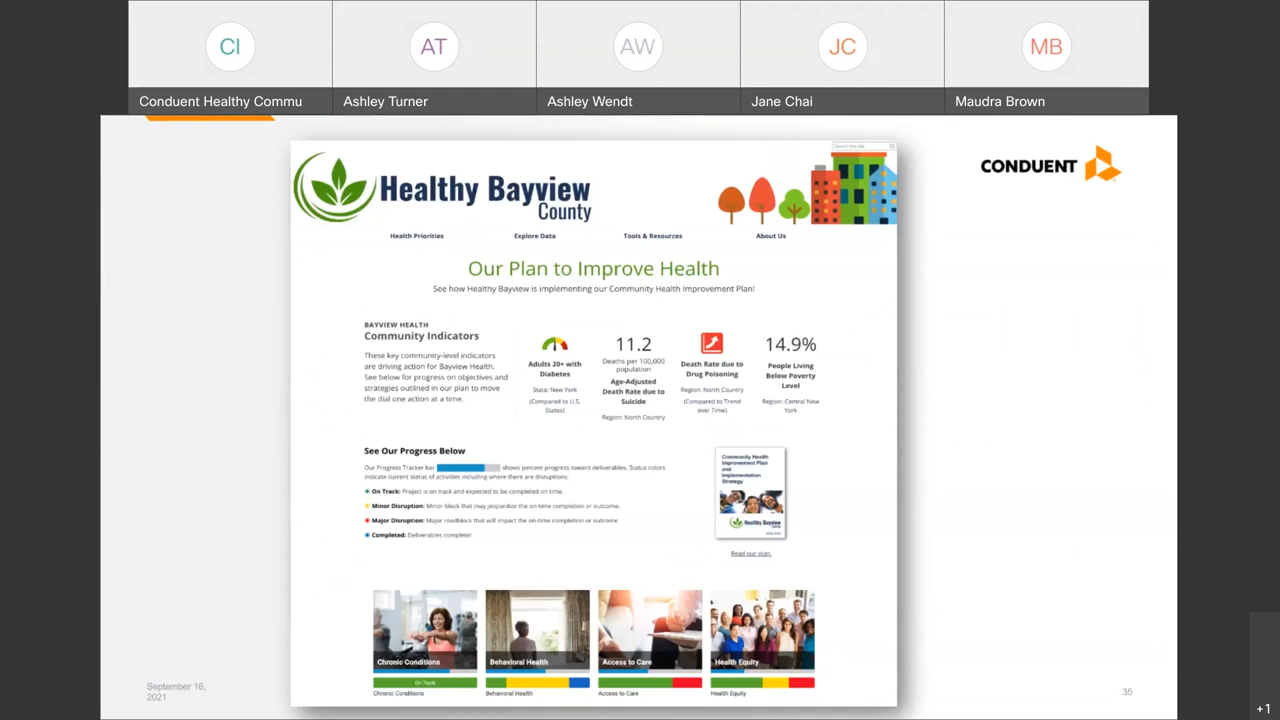 CI
AT
AW
JC
MB
Conduent Healthy Commu
Ashley Turner
Ashley Wendt
Jane Chai
Maudra Brown
CONDUENT
Search this site
Healthy Bayview
County
Health Priorities
Explore Data
Tools & Resources
About Us
Our Plan to Improve Health
See how Healthy Bayview is implementing our Community Health Improvement Plan!
BAYVIEW HEALTH
Community Indicators
These key community-level indicators
are driving action for Bayview Health.
See below for progress on objectives and
strategies outlined in our plan to move
the dial one action at a time.
Adults 20+ with
Diabetes
State: New York
(Compared to U.S.
States)
11.2
Deaths per 100,000
population
Age-Adjusted
Death Rate due to
Suicide
Region: North Country
Death Rate due to
Drug Poisoning
Region: North Country
(Compared to Trend
over Time)
14.9%
People Living
Below Poverty
Level
Region: Central New
York
See Our Progress Below
Our Progress Tracker bar shows percent progress toward deliverables. Status colors
indicate current status of activities including where there are disruptions:
On Track: Project is on track and expected to be completed on time.
Minor Disruption: Minor block that may jeopardize the on-time completion or outcome.
Major Disruption: Major roadblock that will impact the on-time completion or outcome.
Completed: Deliverables complete!
Community Health
Improvement Plan
and
Implementation
Strategy
Healthy Bayview
Read our plan.
Chronic Conditions
Behavioral Health
Access to Care
Health Equity
On Track
Chronic Conditions
Behavioral Health
Access to Care
Health Equity
September 16,
2021
35
+1